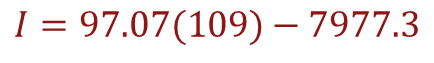 I = 97.07(109) − 7977.3